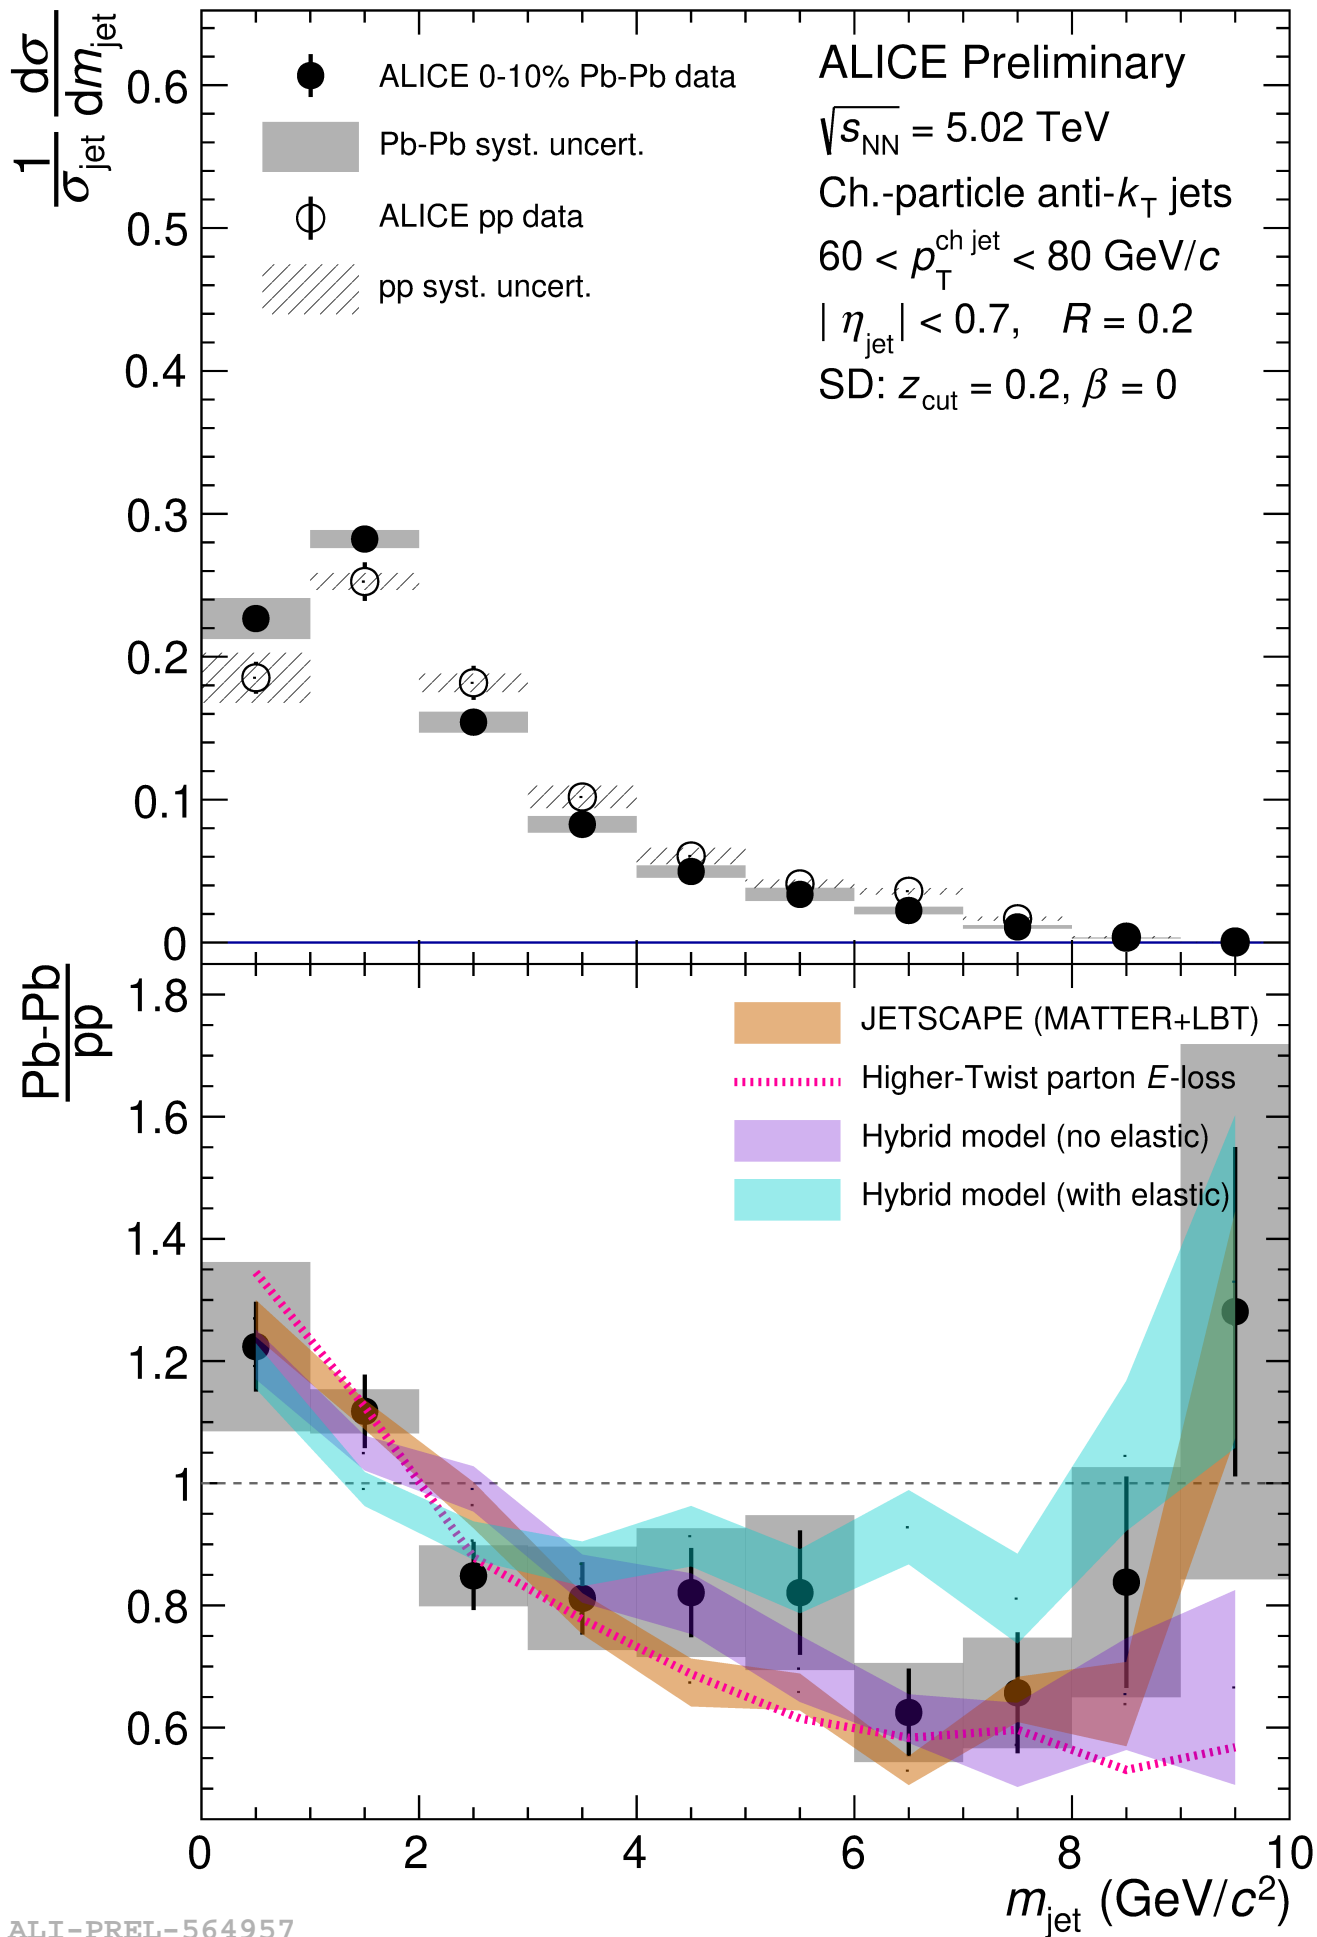 1/σjet dσ/dmjet
ALICE 0-10% Pb-Pb data
Pb-Pb syst. uncert.
ALICE pp data
pp syst. uncert.
ALICE Preliminary
√sNN = 5.02 TeV
Ch.-particle anti-kT jets
60 < pTch jet < 80 GeV/c
| ηjet| < 0.7, R = 0.2
SD: zcut = 0.2, β = 0
0.6
0.5
0.4
0.3
0.2
0.1
0
Pb-Pb
pp
JETSCAPE (MATTER+LBT)
Higher-Twist parton E-loss
Hybrid model (no elastic)
Hybrid model (with elastic)
1.8
1.6
1.4
1.2
1
0.8
0.6
0 2 4 6 8 10
mjet (GeV/c²)
ALI-PREL-564957